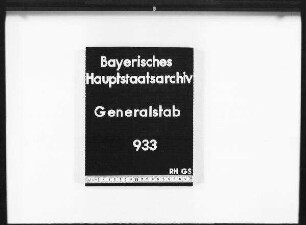 Bayerisches
Hauptstaatsarchiv
Generalstab
933
RH GS